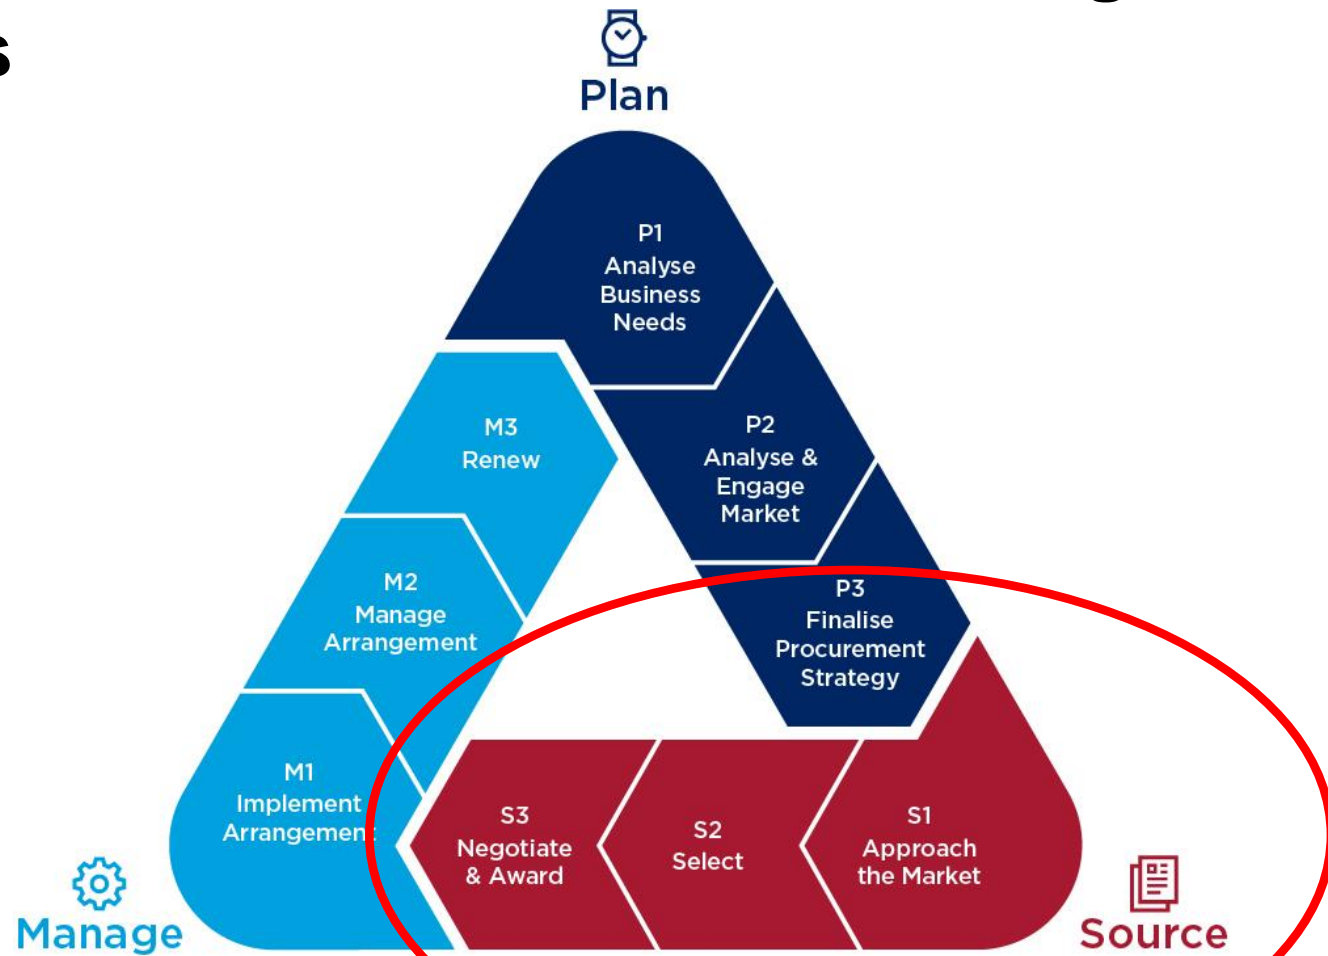 s
Plan
P1
Analyse
Business
Needs
P2
Analyse &
Engage
Market
P3
Finalise
Procurement
Strategy
M3
Renew
M2
Manage
Arrangement
M1
Implement
Arrangement
S3
Negotiate
& Award
S2
Select
S1
Approach
the Market
Manage
Source